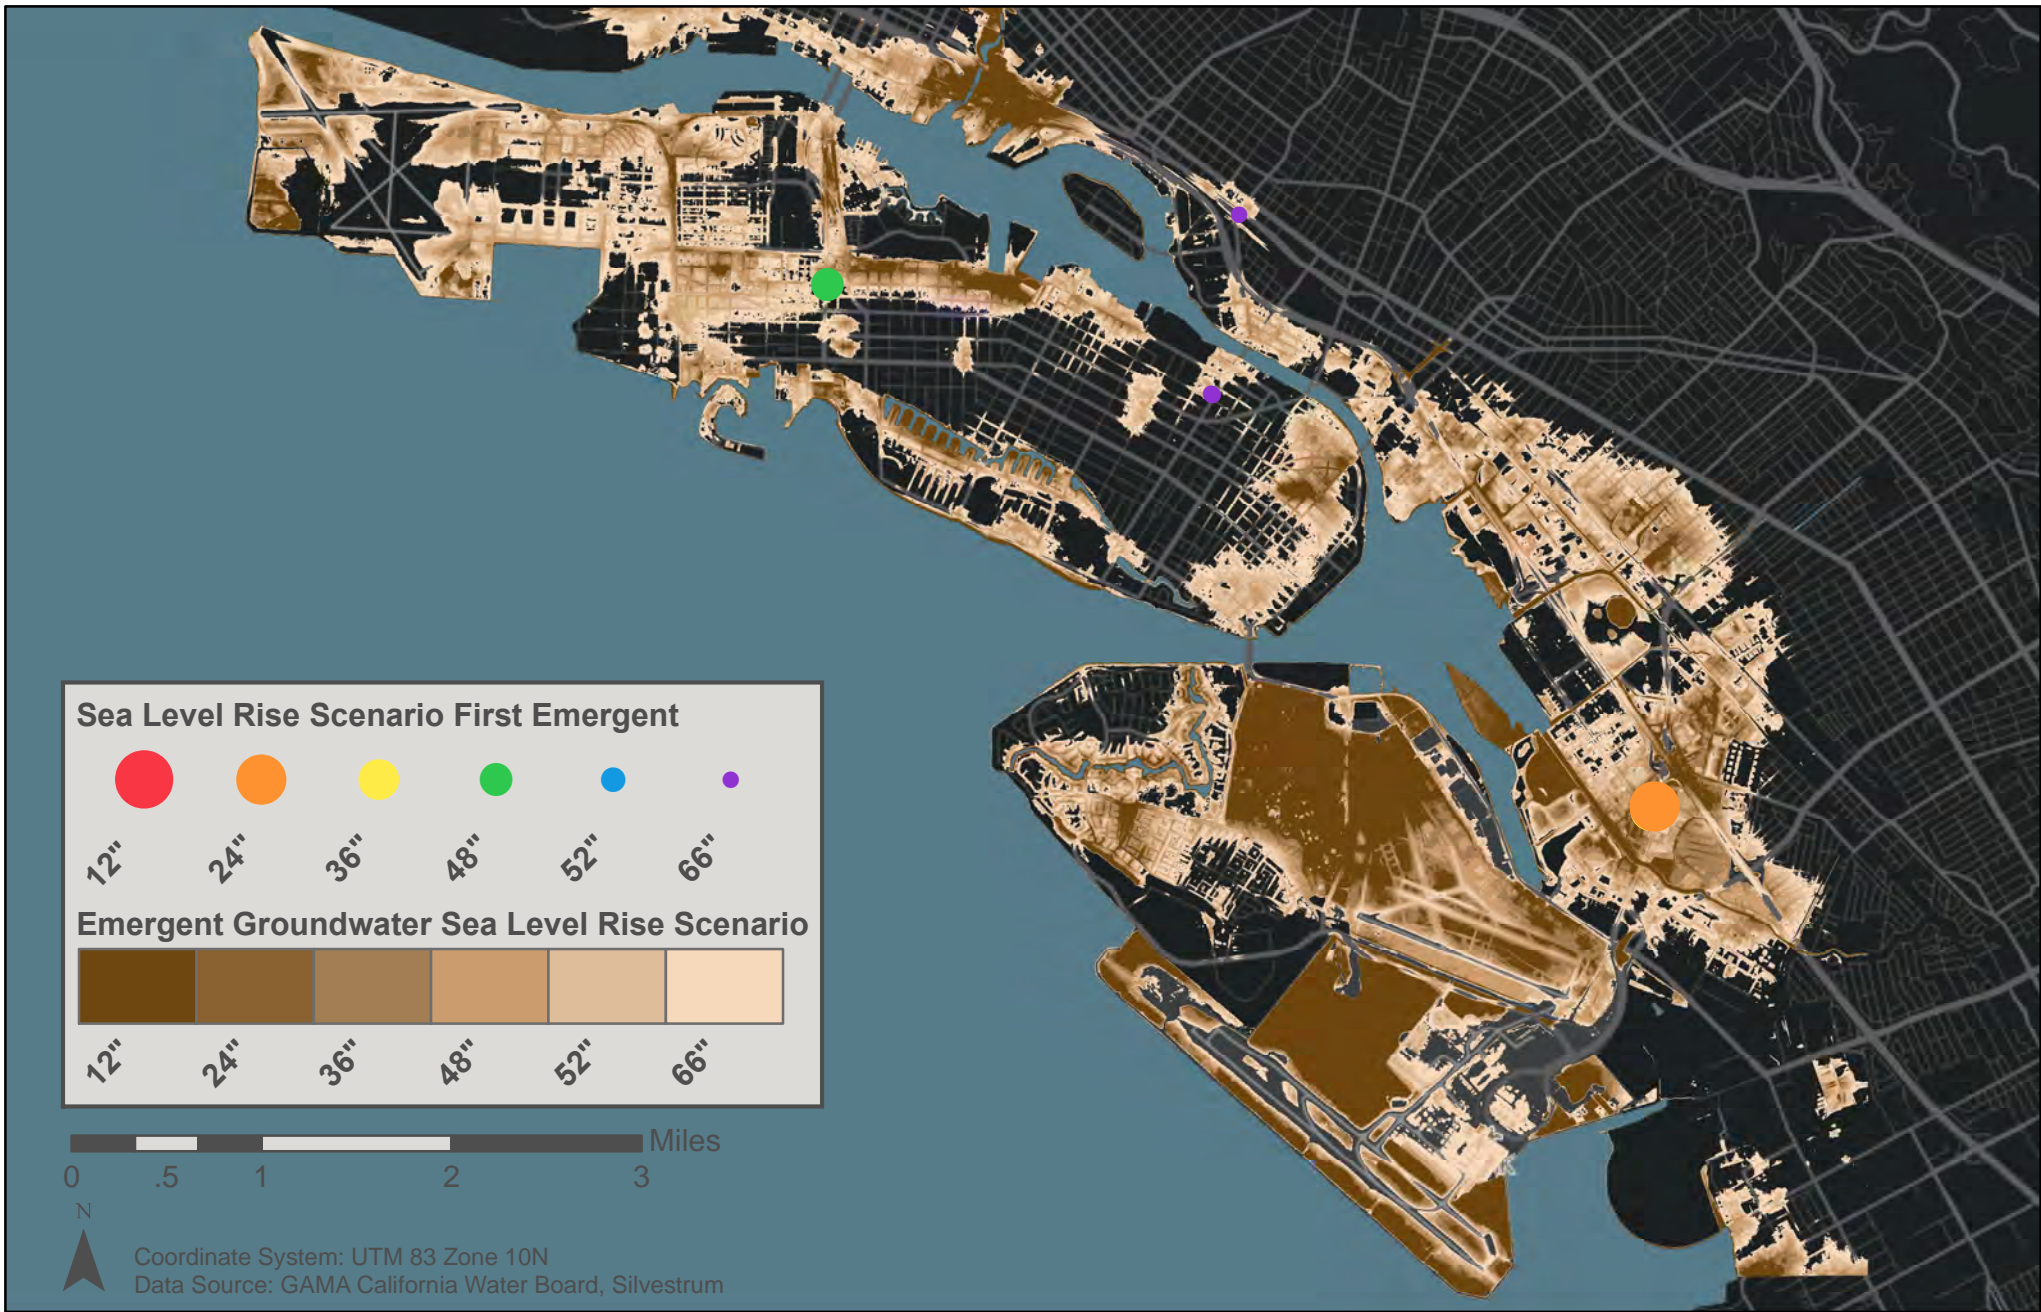 Sea Level Rise Scenario First Emergent
12" 24" 36" 48" 52" 66"
Emergent Groundwater Sea Level Rise Scenario
12" 24" 36" 48" 52" 66"
Miles
0 .5 1 2 3
N
Coordinate System: UTM 83 Zone 10N
Data Source: GAMA California Water Board, Silvestrum